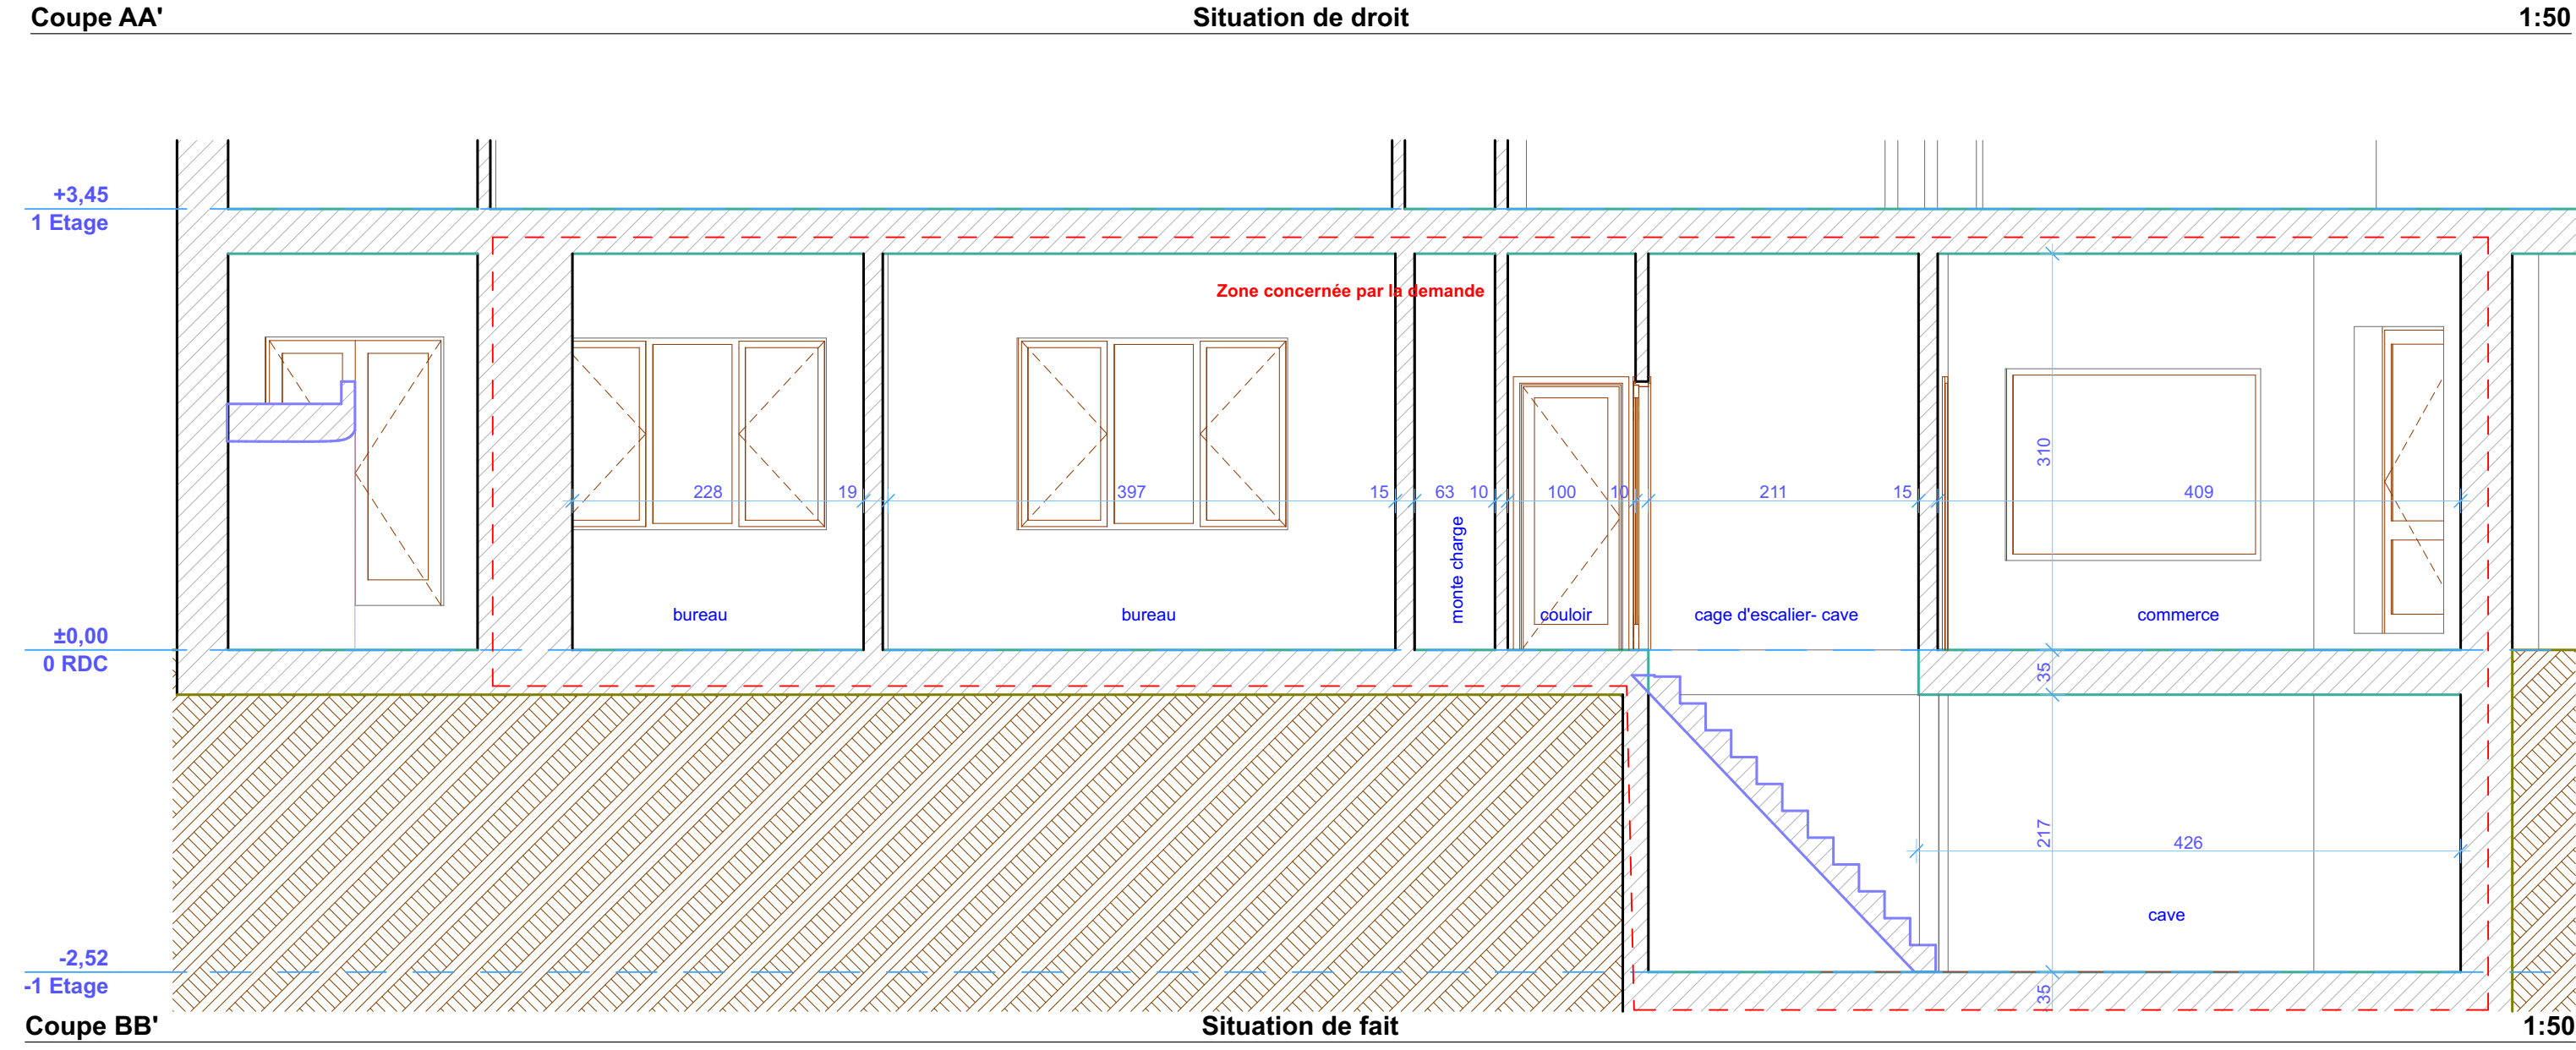 Coupe AA' Situation de droit 1:50
+3,45
1 Etage
Zone concernée par la demande
310
228 19 397 15 63 10 100 10 211 15 409
monte charge
bureau bureau couloir cage d'escalier- cave commerce
±0,00
0 RDC
35
217
426
cave
-2,52
-1 Etage
35
Coupe BB' Situation de fait 1:50